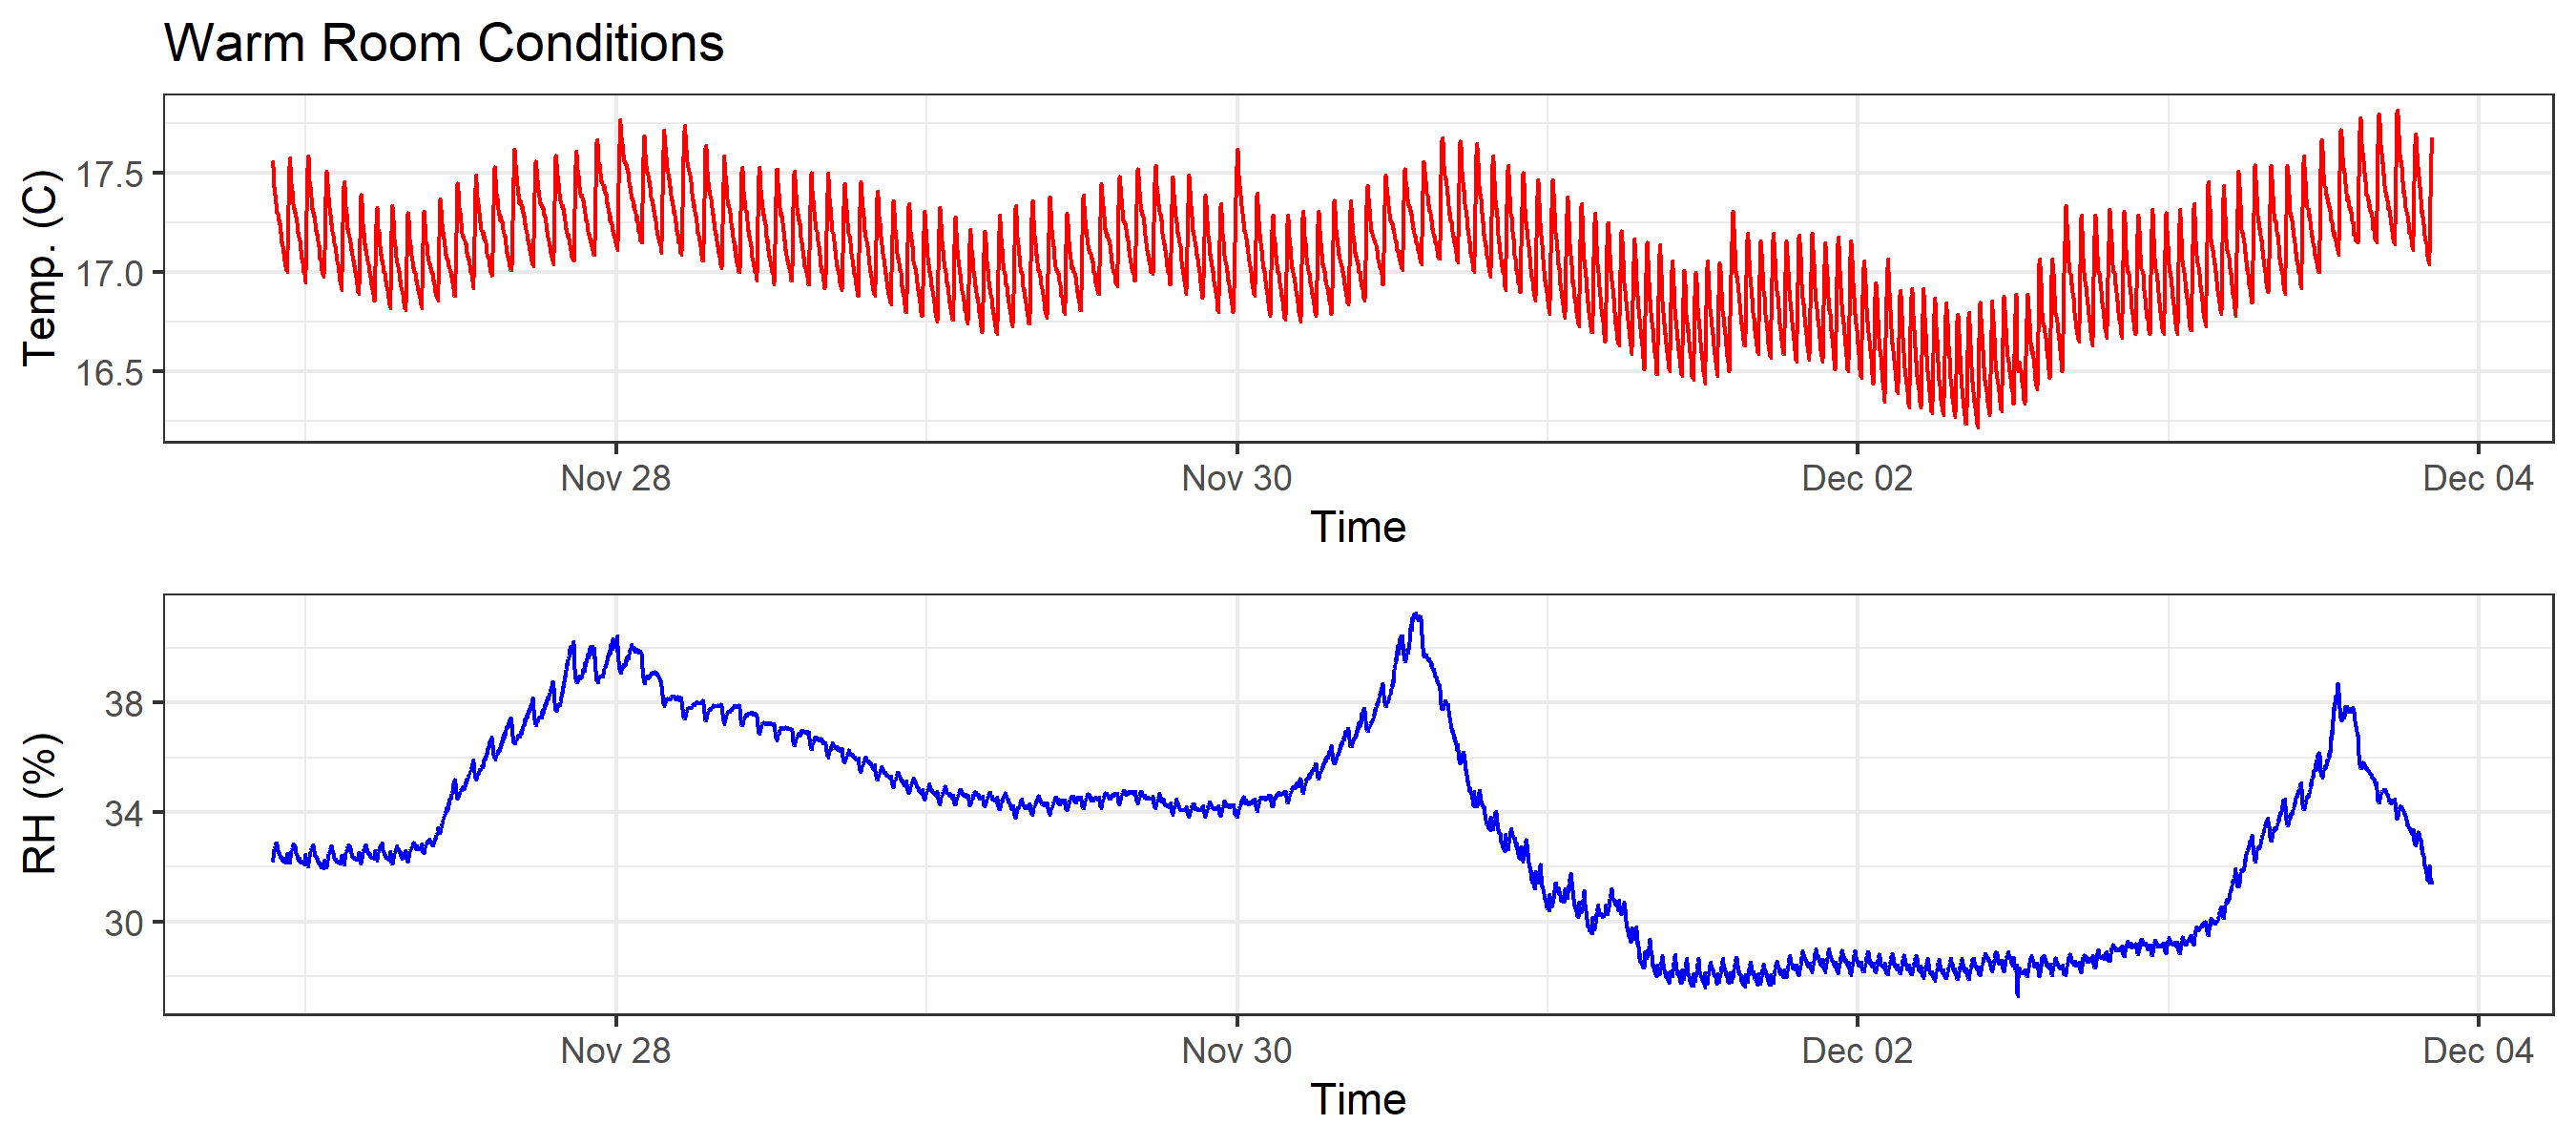 Warm Room Conditions
Temp. (C)
17.5
17.0
16.5
Nov 28 Nov 30 Dec 02 Dec 04
Time
RH (%)
38
34
30
Nov 28 Nov 30 Dec 02 Dec 04
Time